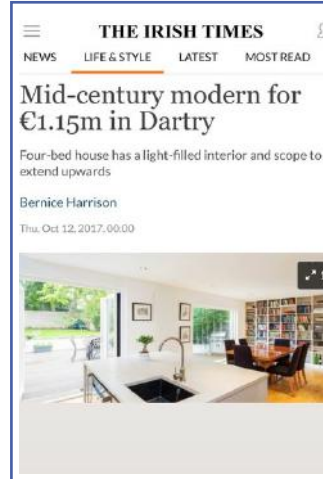 THE IRISH TIMES
NEWS LIFE & STYLE LATEST MOST READ
Mid-century modern for
€1.15m in Dartry
Four-bed house has a light-filled interior and scope to
extend upwards
Bernice Harrison
Thu, Oct 12, 2017, 00:00